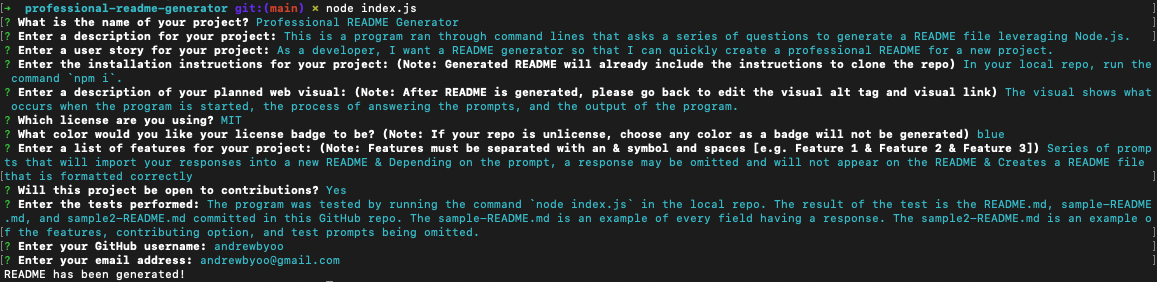 [→  professional-readme-generator git:(main) × node index.js ]
[? What is the name of your project? Professional README Generator ]
[? Enter a description for your project: This is a program ran through command lines that asks a series of questions to generate a README file leveraging Node.js. ]
? Enter a user story for your project: As a developer, I want a README generator so that I can quickly create a professional README for a new project.
? Enter the installation instructions for your project: (Note: Generated README will already include the instructions to clone the repo) In your local repo, run the
command `npm i`.
? Enter a description of your planned web visual: (Note: After README is generated, please go back to edit the visual alt tag and visual link) The visual shows what
occurs when the program is started, the process of answering the prompts, and the output of the program.
? Which license are you using? MIT
? What color would you like your license badge to be? (Note: If your repo is unlicense, choose any color as a badge will not be generated) blue
? Enter a list of features for your project: (Note: Features must be separated with an & symbol and spaces [e.g. Feature 1 & Feature 2 & Feature 3]) Series of promp
ts that will import your responses into a new README & Depending on the prompt, a response may be omitted and will not appear on the README & Creates a README file
[that is formatted correctly ]
? Will this project be open to contributions? Yes
? Enter the tests performed: The program was tested by running the command `node index.js` in the local repo. The result of the test is the README.md, sample-README
.md, and sample2-README.md committed in this GitHub repo. The sample-README.md is an example of every field having a response. The sample2-README.md is an example o
[f the features, contributing option, and test prompts being omitted. ]
[? Enter your GitHub username: andrewbyoo ]
[? Enter your email address: andrewbyoo@gmail.com ]
README has been generated!